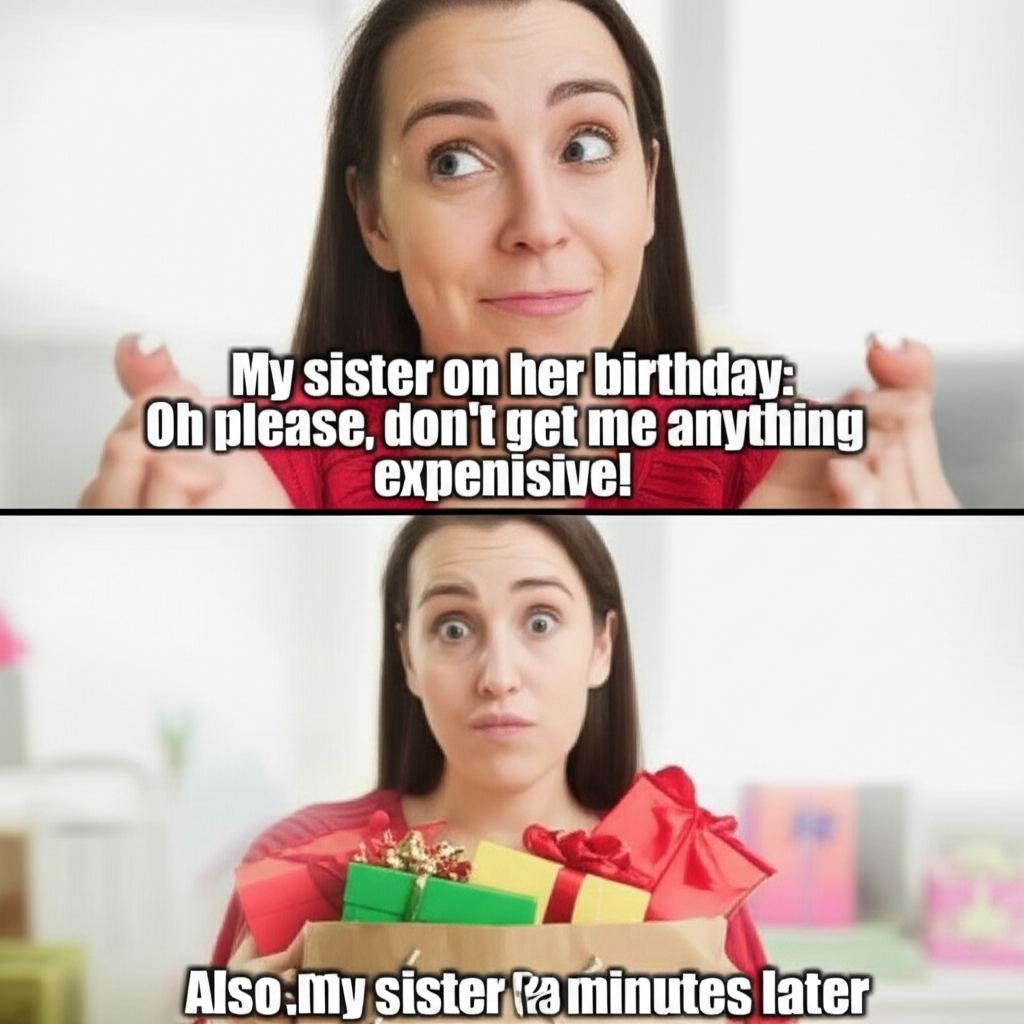 My sister on her birthday:
Oh please, don't get me anything
expenisive!
Also.my sister minutes later